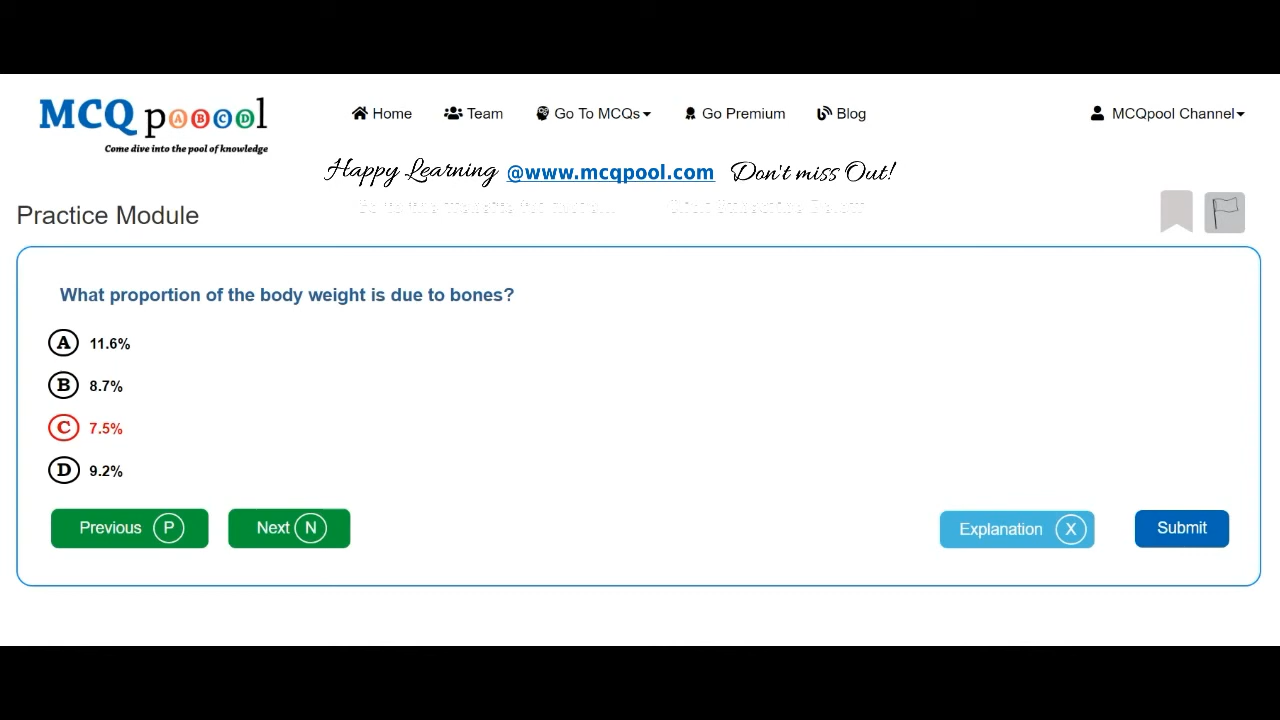 MCQ pABCDl
Come dive into the pool of knowledge
Home Team Go To MCQs Go Premium Blog MCQpool Channel
Happy Learning @www.mcqpool.com Don't miss Out!
Practice Module
What proportion of the body weight is due to bones?
A 11.6%
B 8.7%
C 7.5%
D 9.2%
Previous P Next N Explanation X Submit